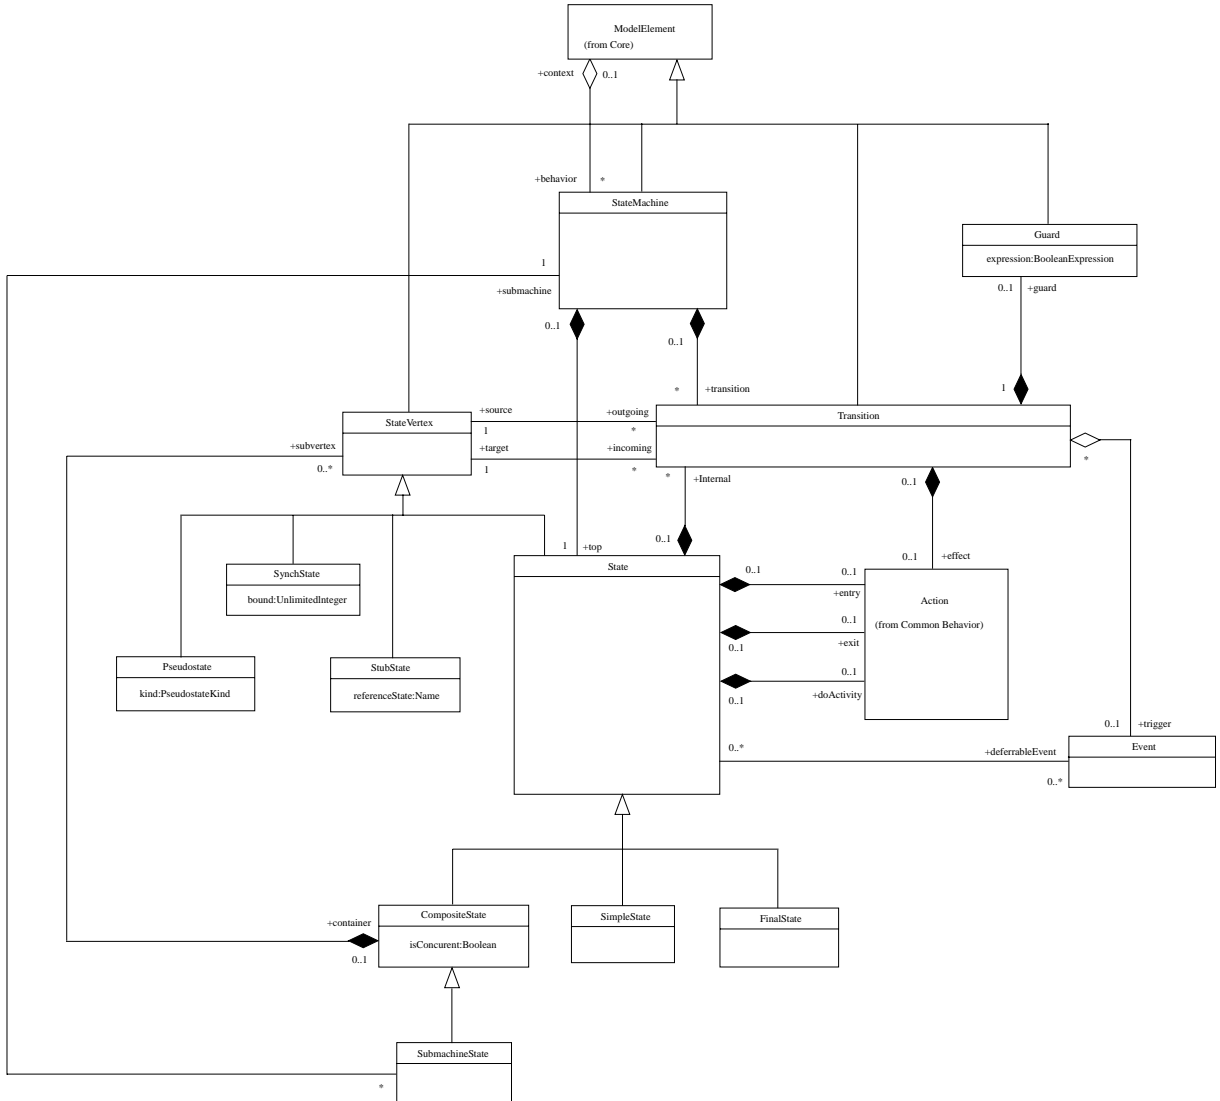 ModelElement
(from Core)
+context
0..1
+behavior
*
StateMachine
Guard
expression:BooleanExpression
1
+submachine
0..1
+guard
0..1
0..1
*
+transition
1
StateVertex
+source
1
+outgoing
*
Transition
+subvertex
0..*
+target
1
+incoming
*
*
+Internal
0..1
*
1
+top
0..1
0..1
+effect
SynchState
bound:UnlimitedInteger
State
0..1
0..1
+entry
Action
(from Common Behavior)
0..1
0..1
+exit
0..1
0..1
+doActivity
Pseudostate
kind:PseudostateKind
StubState
referenceState:Name
0..1
+trigger
0..*
+deferrableEvent
0..*
Event
+container
0..1
CompositeState
isConcurent:Boolean
SimpleState
FinalState
SubmachineState
*